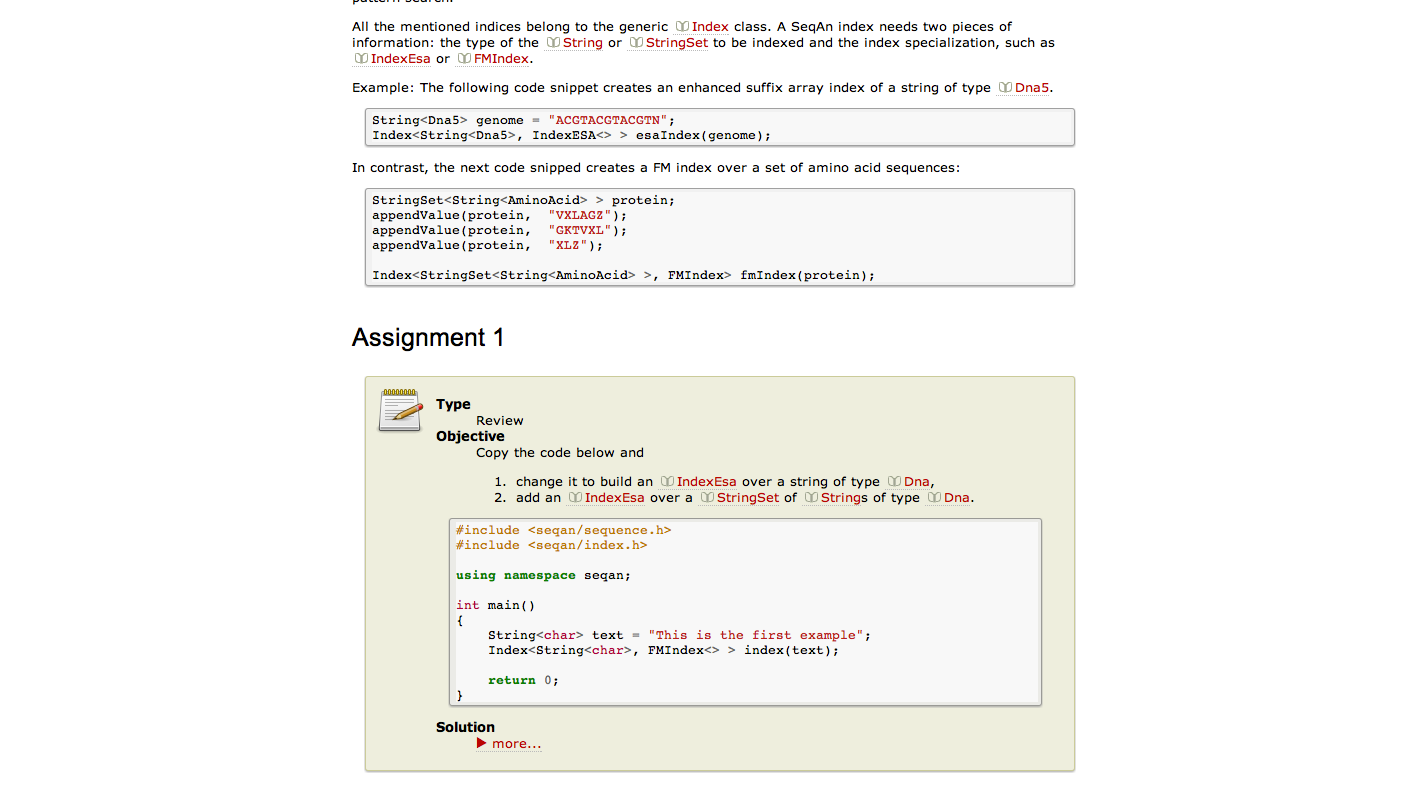 All the mentioned indices belong to the generic Index class. A SeqAn index needs two pieces of
information: the type of the String or StringSet to be indexed and the index specialization, such as
IndexEsa or FMIndex.
Example: The following code snippet creates an enhanced suffix array index of a string of type Dna5.
String<Dna5> genome = "ACGTACGTACGTN";
Index<String<Dna5>, IndexESA<> > esaIndex(genome);
In contrast, the next code snipped creates a FM index over a set of amino acid sequences:
StringSet<String<AminoAcid> > protein;
appendValue(protein,  "VXLAGZ");
appendValue(protein,  "GKTVXL");
appendValue(protein,  "XLZ");
Index<StringSet<String<AminoAcid> >, FMIndex> fmIndex(protein);
Assignment 1
Type
Review
Objective
Copy the code below and
1. change it to build an IndexEsa over a string of type Dna,
2. add an IndexEsa over a StringSet of Strings of type Dna.
#include <seqan/sequence.h>
#include <seqan/index.h>
using namespace seqan;
int main()
{
    String<char> text = "This is the first example";
    Index<String<char>, FMIndex<> > index(text);
    return 0;
}
Solution
more...